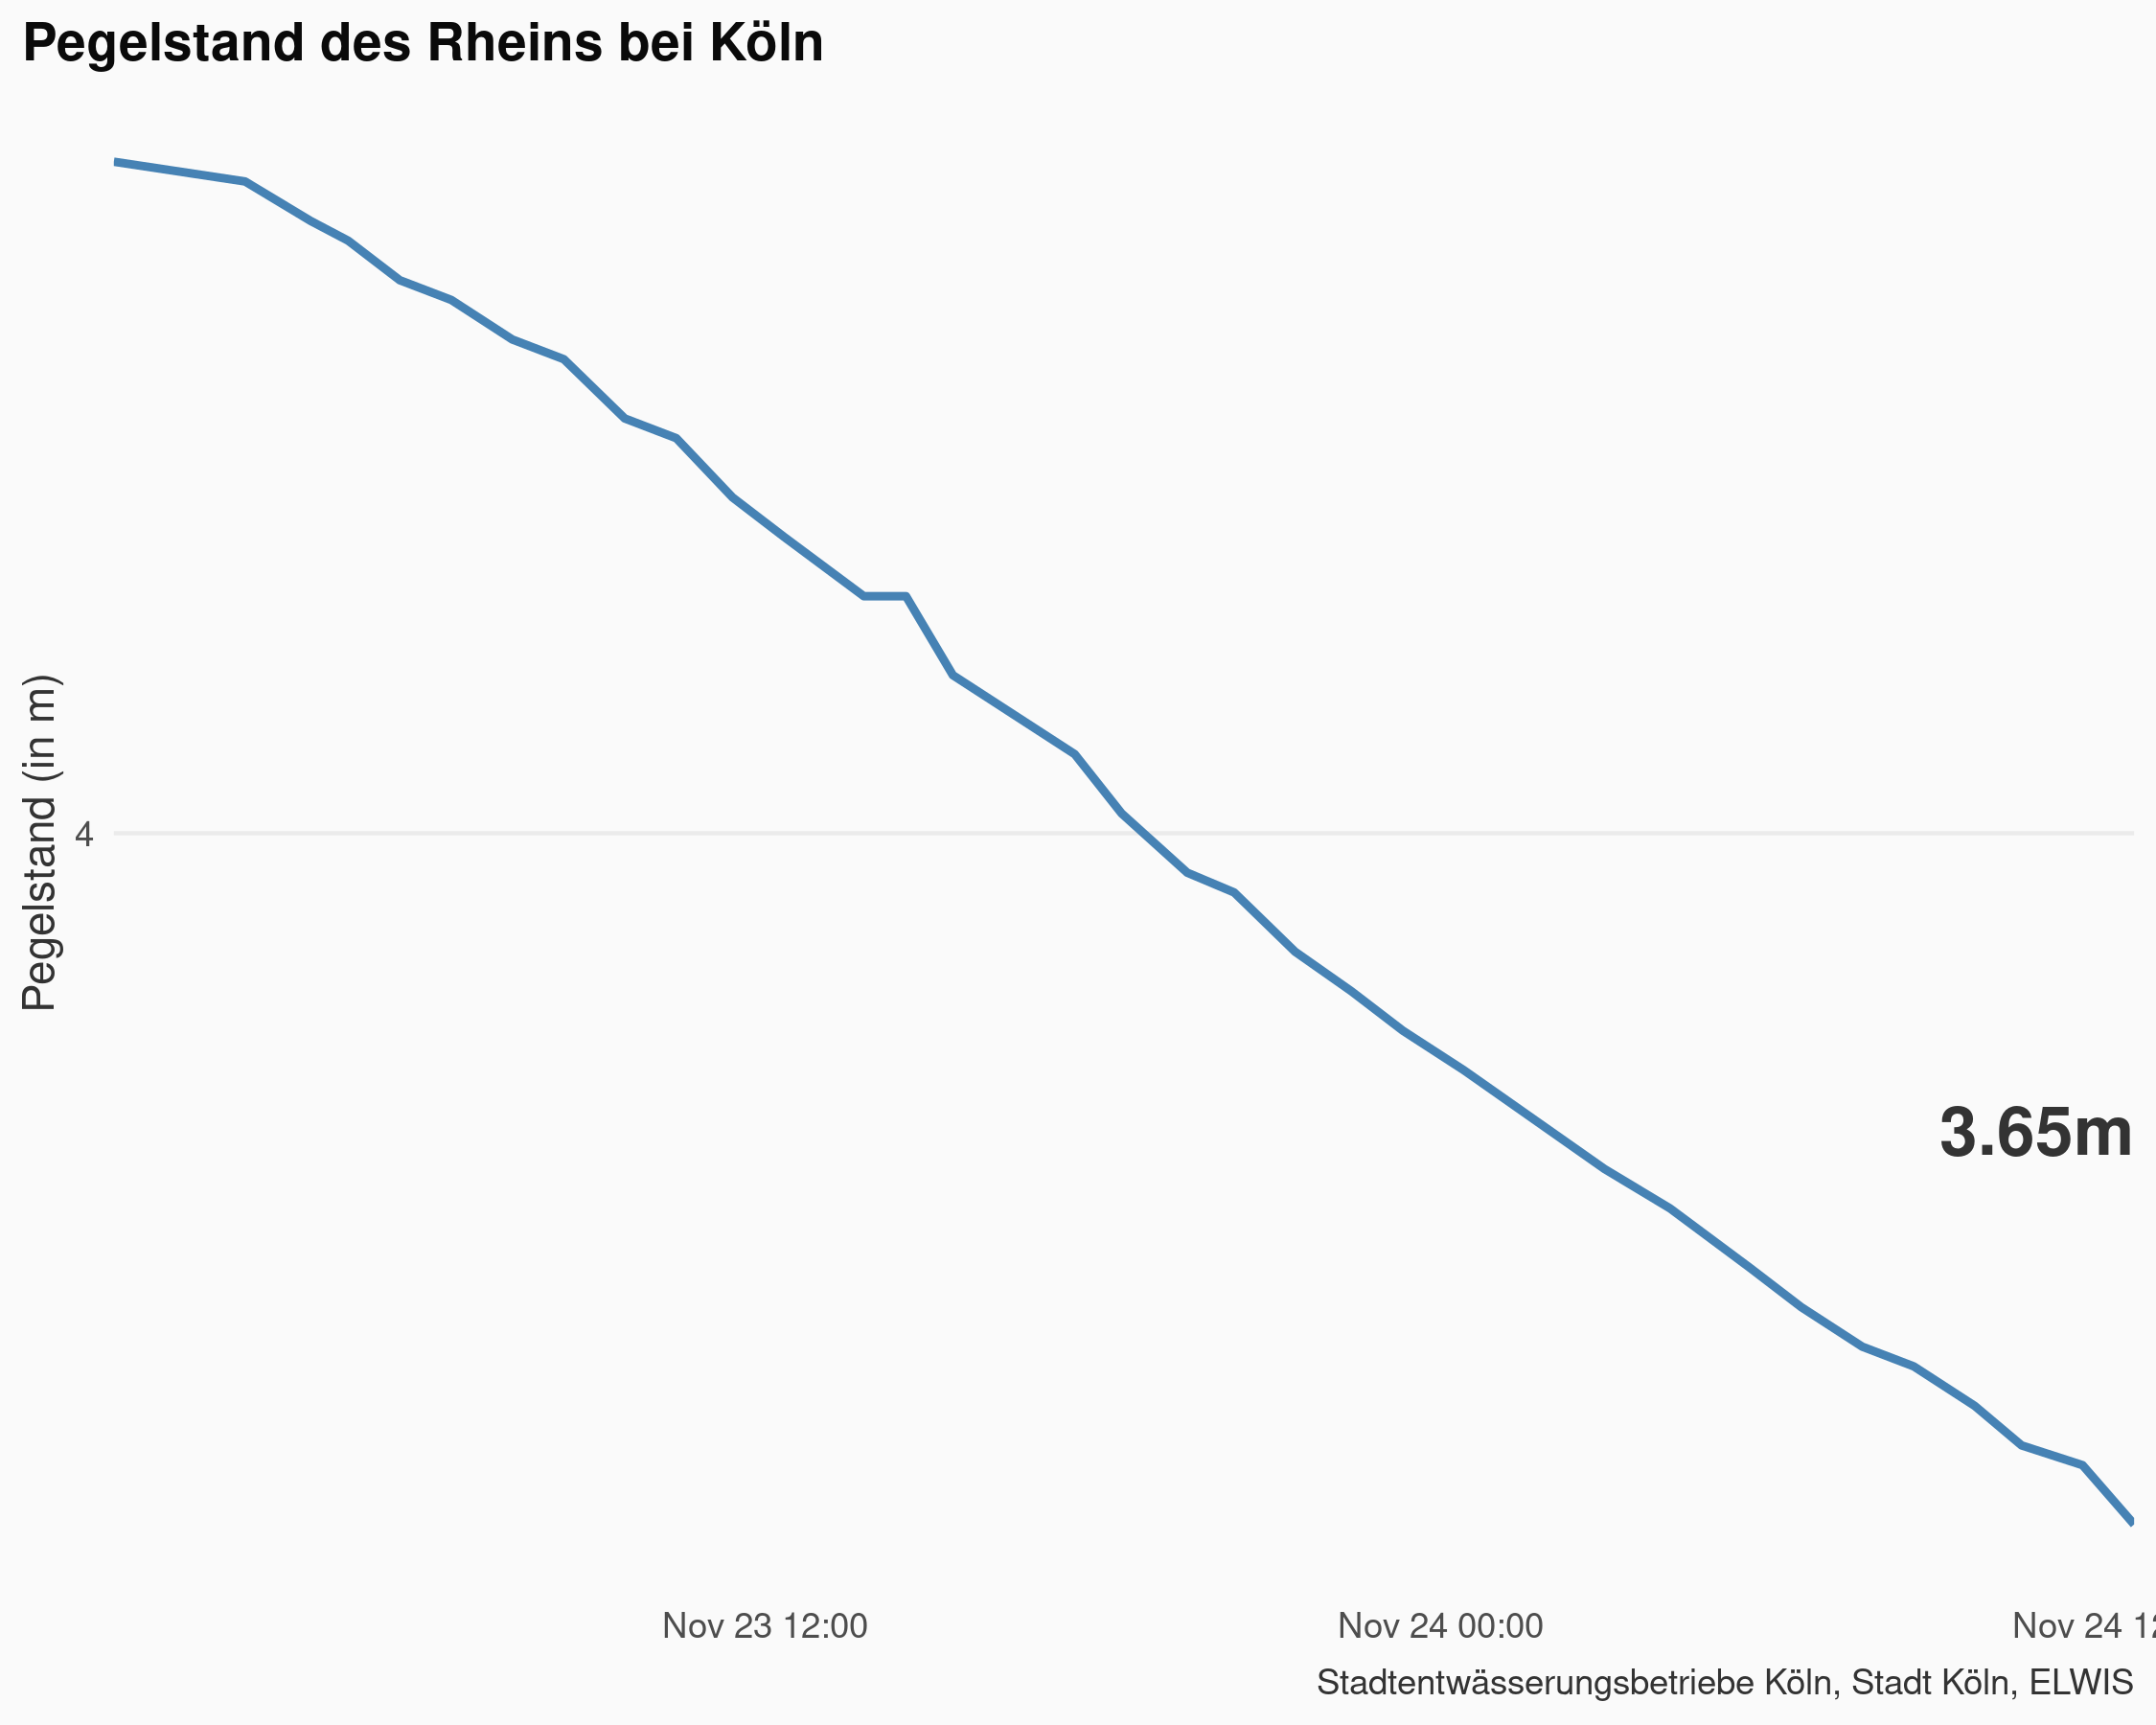 Pegelstand des Rheins bei Köln
Pegelstand (in m)
4
3.65m
Nov 23 12:00
Nov 24 00:00
Nov 24 12
Stadtentwässerungsbetriebe Köln, Stadt Köln, ELWIS